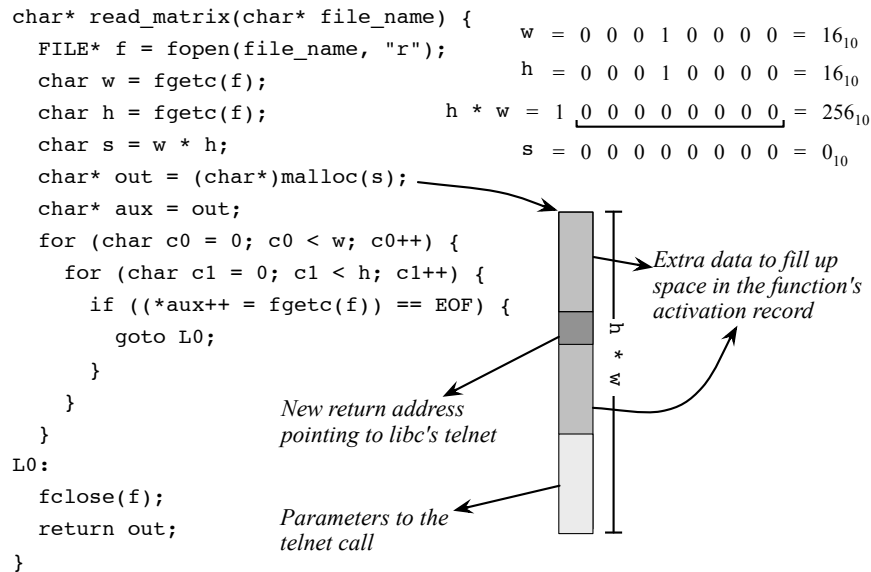 char* read_matrix(char* file_name) {
FILE* f = fopen(file_name, "r");
char w = fgetc(f);
char h = fgetc(f);
char s = w * h;
char* out = (char*)malloc(s);
char* aux = out;
for (char c0 = 0; c0 < w; c0++) {
for (char c1 = 0; c1 < h; c1++) {
if ((*aux++ = fgetc(f)) == EOF) {
goto L0;
}
}
}
L0:
fclose(f);
return out;
}
w = 0 0 0 1 0 0 0 0 = 16₁₀
h = 0 0 0 1 0 0 0 0 = 16₁₀
h * w = 1 0 0 0 0 0 0 0 0 = 256₁₀
s = 0 0 0 0 0 0 0 0 = 0₁₀
Extra data to fill up
space in the function's
activation record
h * w
New return address
pointing to libc's telnet
Parameters to the
telnet call